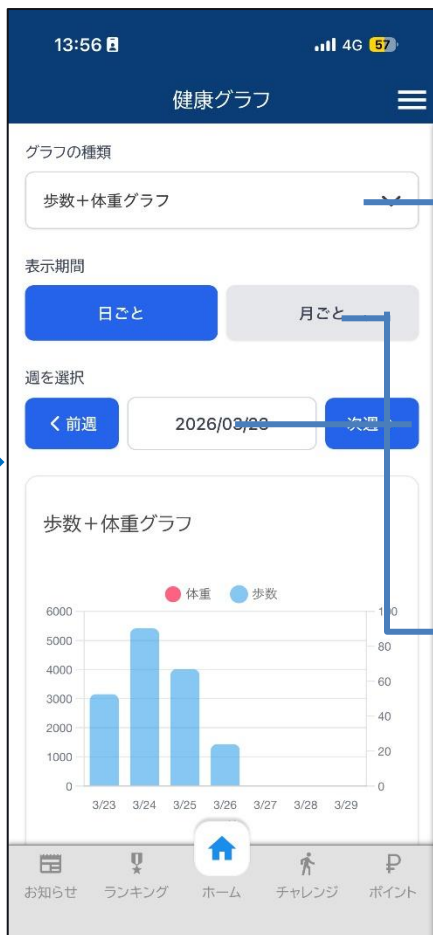 13:56 4G 57
健康グラフ
グラフの種類
歩数+体重グラフ
表示期間
日ごと 月ごと
週を選択
前週 2026/03/23 次週
歩数+体重グラフ
体重 歩数
6000 100
5000 80
4000 60
3000 40
2000 20
1000
0 0
3/23 3/24 3/25 3/26 3/27 3/28 3/29
お知らせ ランキング ホーム チャレンジ ポイント